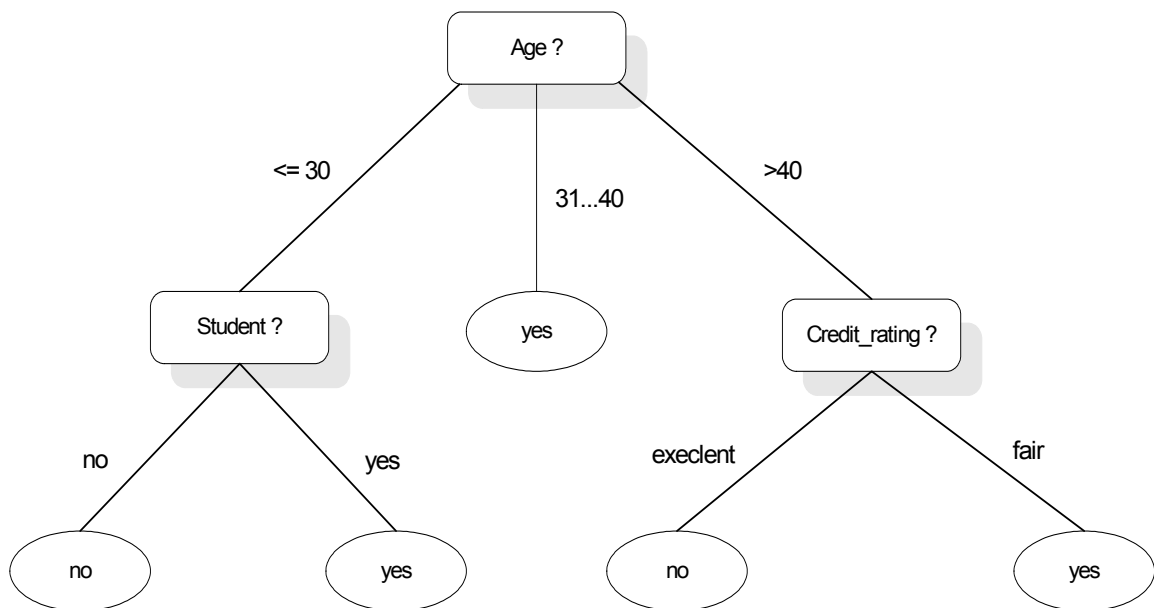 Age ?
<= 30
31...40
>40
Student ?
yes
Credit_rating ?
no
yes
execlent
fair
no
yes
no
yes